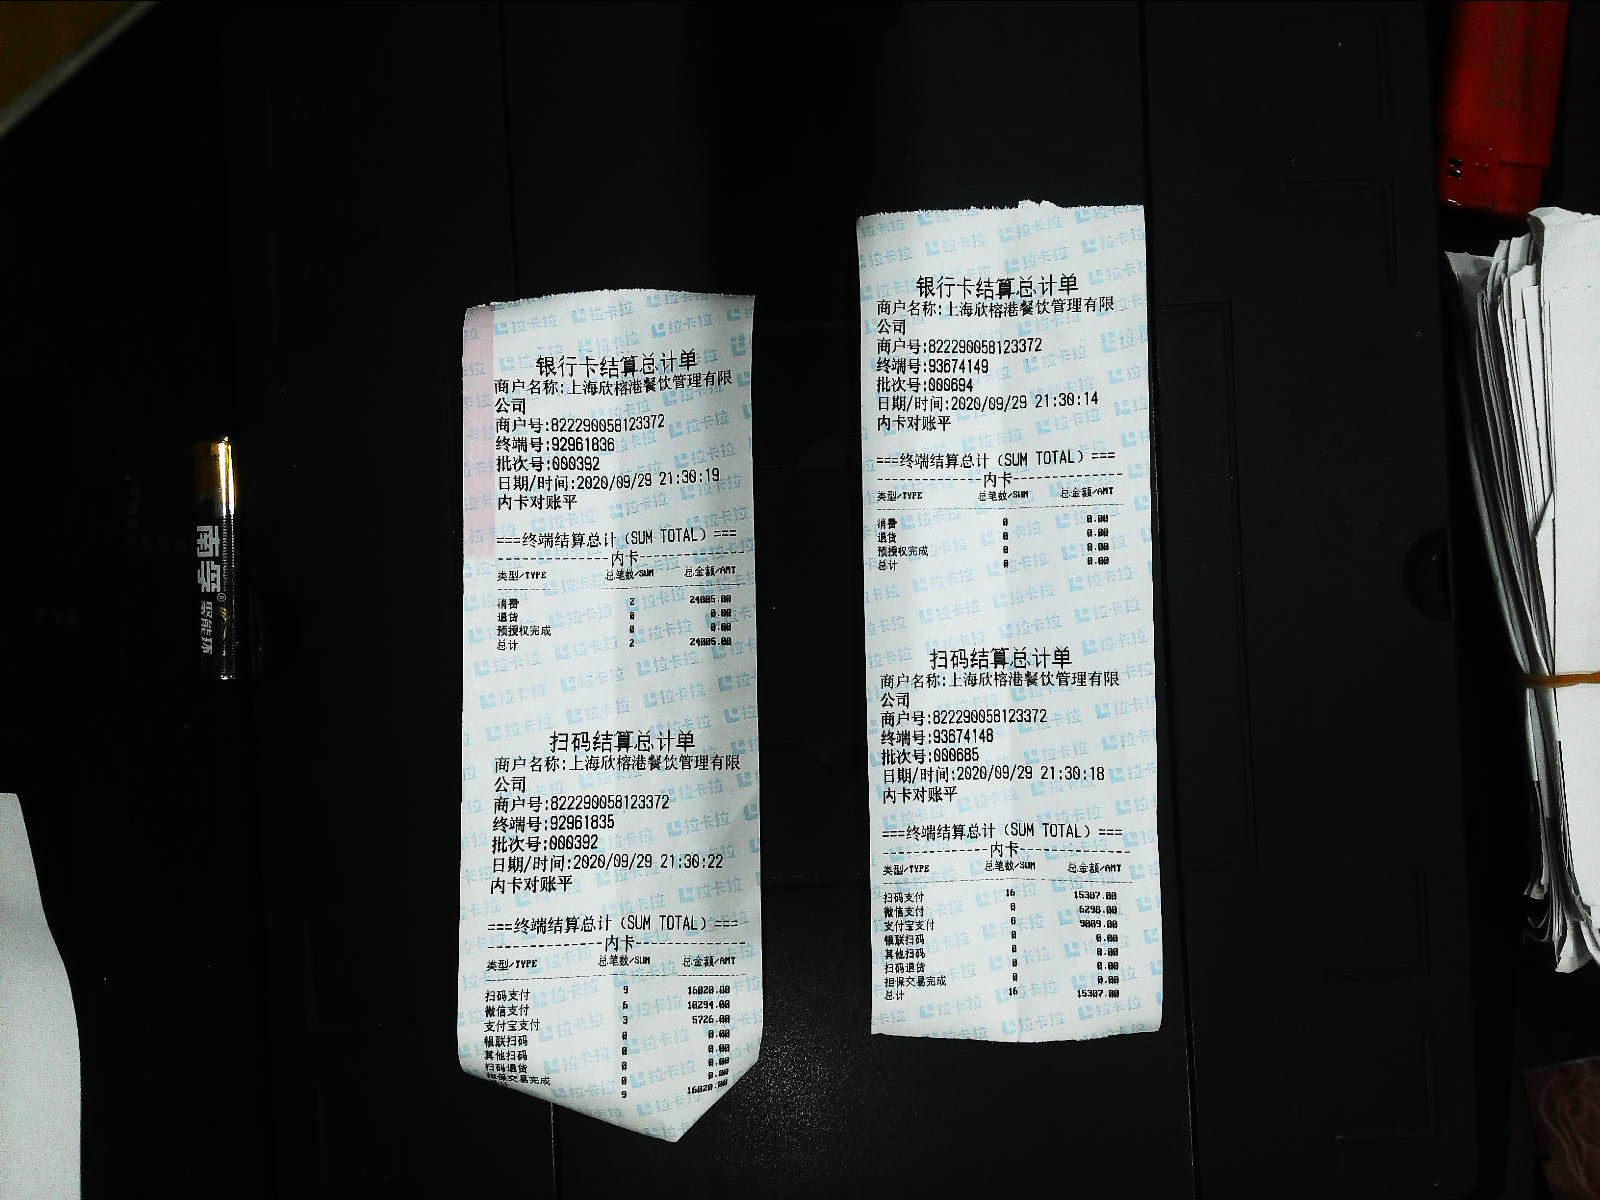 银行卡结算总计单
商户名称:上海欣榕港餐饮管理有限
公司
商户号:822290058123372
终端号:92961836
批次号:000392
日期/时间:2020/09/29 21:30:19
内卡对账平
===终端结算总计（SUM TOTAL）===
内卡
类型/TYPE 总笔数/SUM 总金额/AMT
消费 2 24005.00
退货 0 0.00
预授权完成 0 0.00
总计 2 24005.00
扫码结算总计单
商户名称:上海欣榕港餐饮管理有限
公司
商户号:822290058123372
终端号:92961835
批次号:000392
日期/时间:2020/09/29 21:30:22
内卡对账平
===终端结算总计（SUM TOTAL）===
内卡
类型/TYPE 总笔数/SUM 总金额/AMT
扫码支付 9 16020.00
微信支付 6 10294.00
支付宝支付 3 5726.00
银联扫码 0 0.00
其他扫码 0 0.00
扫码退货 0 0.00
担保交易完成 0 0.00
9 16020.00
银行卡结算总计单
商户名称:上海欣榕港餐饮管理有限
公司
商户号:822290058123372
终端号:93674149
批次号:000694
日期/时间:2020/09/29 21:30:14
内卡对账平
===终端结算总计（SUM TOTAL）===
内卡
类型/TYPE 总笔数/SUM 总金额/AMT
消费 0 0.00
退货 0 0.00
预授权完成 0 0.00
总计 0 0.00
扫码结算总计单
商户名称:上海欣榕港餐饮管理有限
公司
商户号:822290058123372
终端号:93674148
批次号:000685
日期/时间:2020/09/29 21:30:18
内卡对账平
===终端结算总计（SUM TOTAL）===
内卡
类型/TYPE 总笔数/SUM 总金额/AMT
扫码支付 16 15307.00
微信支付 6298.00
支付宝支付 9009.00
银联扫码 0 0.00
其他扫码 0 0.00
扫码退货 0 0.00
担保交易完成 0 0.00
总计 16 15307.00
南孚
聚能环
拉卡拉